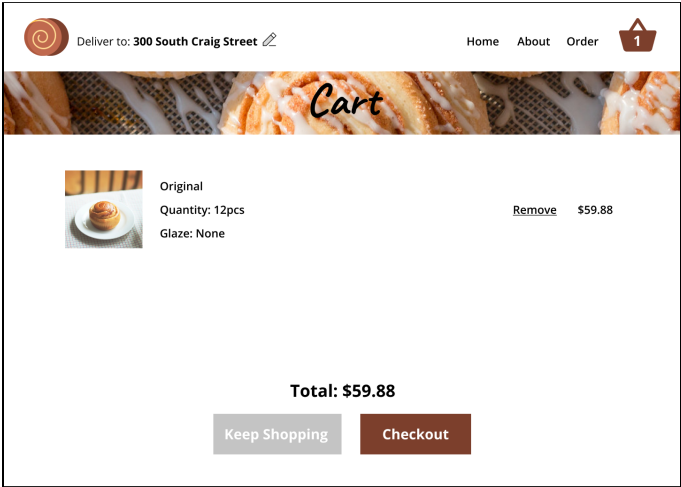 Deliver to: 300 South Craig Street
Home About Order 1
Cart
Original
Quantity: 12pcs
Remove $59.88
Glaze: None
Total: $59.88
Keep Shopping Checkout